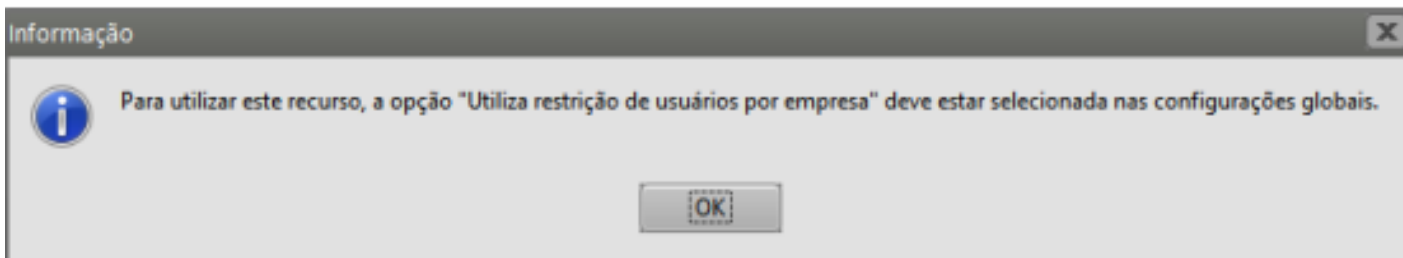 Informação
Para utilizar este recurso, a opção "Utiliza restrição de usuários por empresa" deve estar selecionada nas configurações globais.
OK